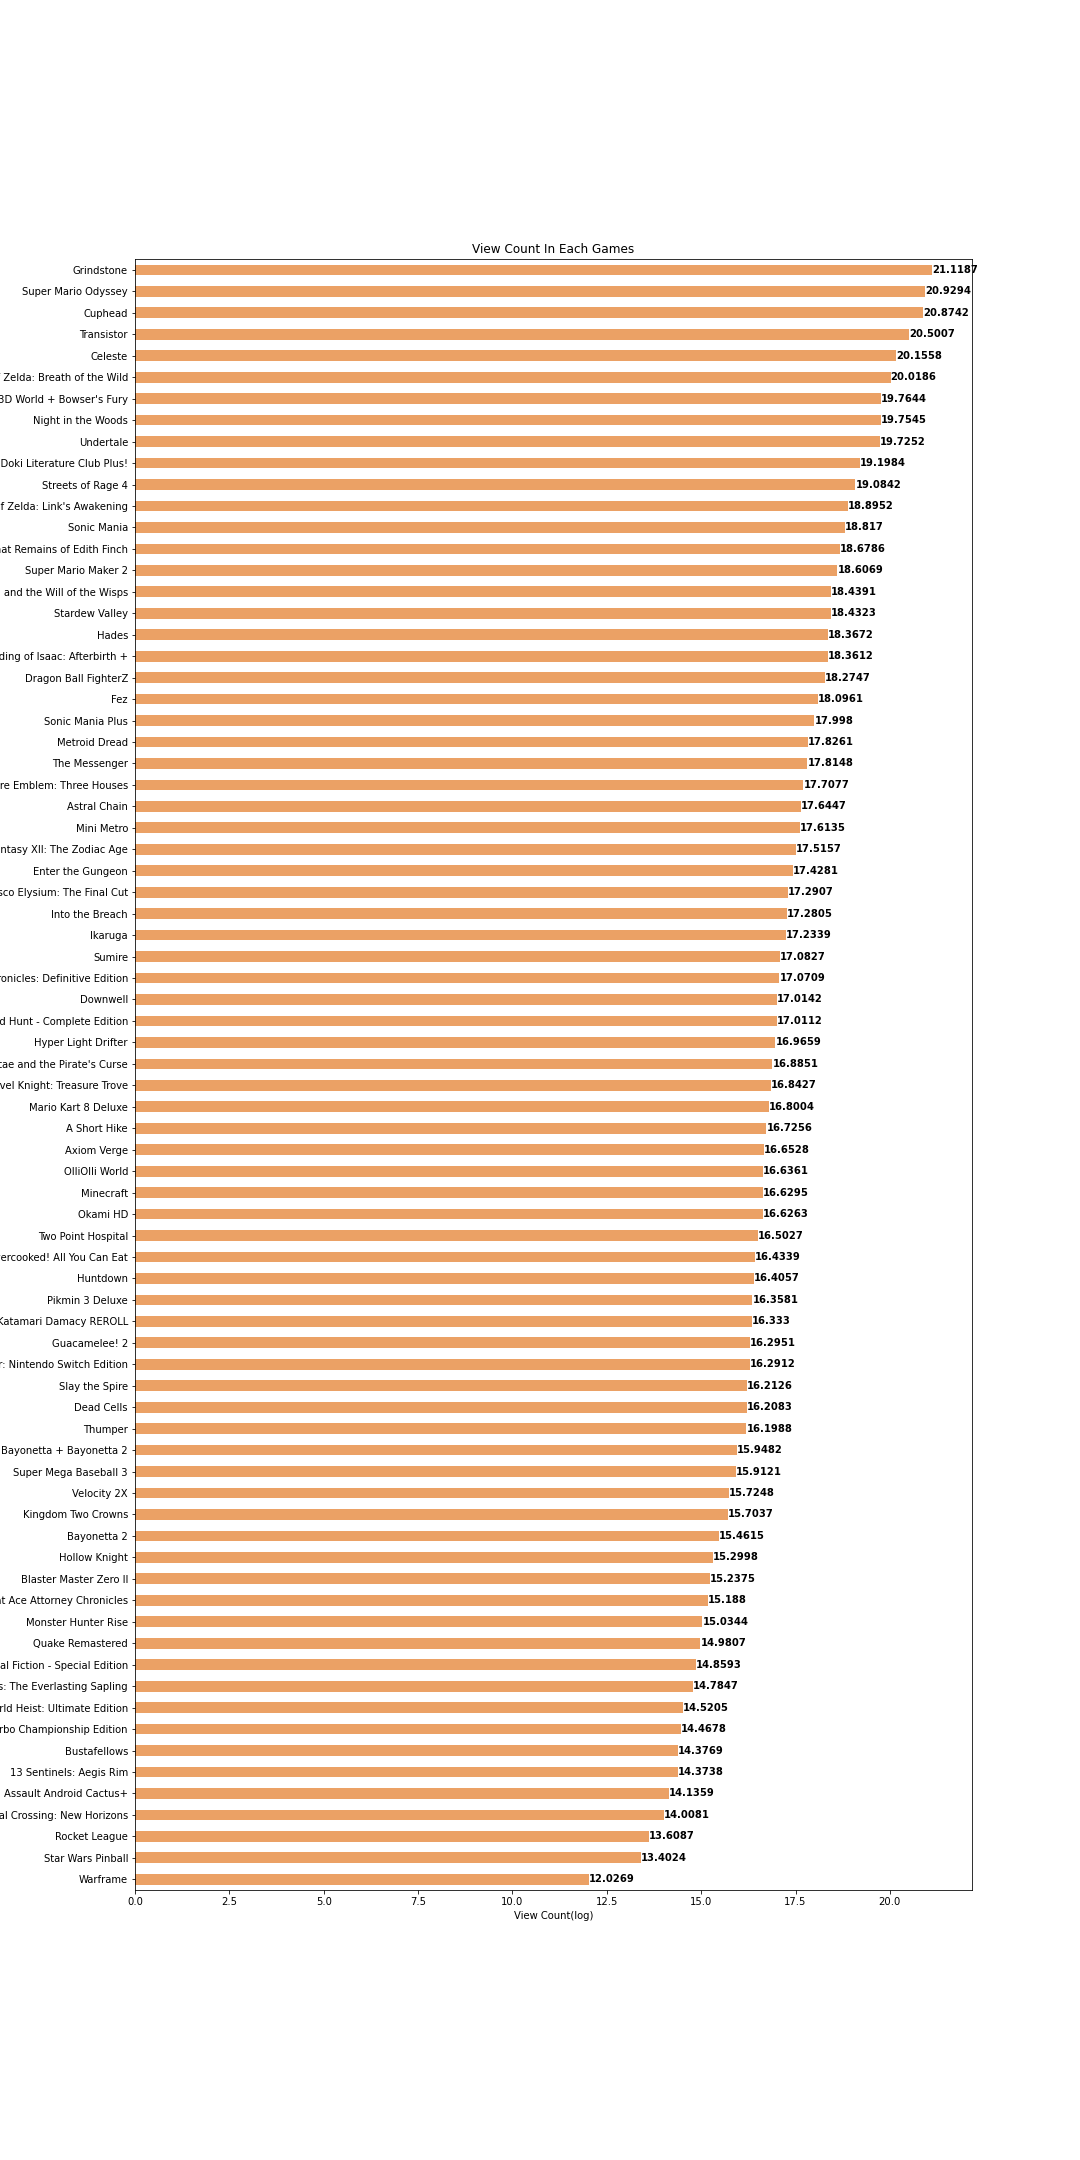 View Count In Each Games
Grindstone 21.1187
Super Mario Odyssey 20.9294
Cuphead 20.8742
Transistor 20.5007
Celeste 20.1558
Zelda: Breath of the Wild 20.0186
3D World + Bowser's Fury 19.7644
Night in the Woods 19.7545
Undertale 19.7252
Doki Literature Club Plus! 19.1984
Streets of Rage 4 19.0842
f Zelda: Link's Awakening 18.8952
Sonic Mania 18.817
at Remains of Edith Finch 18.6786
Super Mario Maker 2 18.6069
and the Will of the Wisps 18.4391
Stardew Valley 18.4323
Hades 18.3672
ding of Isaac: Afterbirth + 18.3612
Dragon Ball FighterZ 18.2747
Fez 18.0961
Sonic Mania Plus 17.998
Metroid Dread 17.8261
The Messenger 17.8148
re Emblem: Three Houses 17.7077
Astral Chain 17.6447
Mini Metro 17.6135
ntasy XII: The Zodiac Age 17.5157
Enter the Gungeon 17.4281
sco Elysium: The Final Cut 17.2907
Into the Breach 17.2805
Ikaruga 17.2339
Sumire 17.0827
ronicles: Definitive Edition 17.0709
Downwell 17.0142
d Hunt - Complete Edition 17.0112
Hyper Light Drifter 16.9659
tae and the Pirate's Curse 16.8851
vel Knight: Treasure Trove 16.8427
Mario Kart 8 Deluxe 16.8004
A Short Hike 16.7256
Axiom Verge 16.6528
OlliOlli World 16.6361
Minecraft 16.6295
Okami HD 16.6263
Two Point Hospital 16.5027
ercooked! All You Can Eat 16.4339
Huntdown 16.4057
Pikmin 3 Deluxe 16.3581
Katamari Damacy REROLL 16.333
Guacamelee! 2 16.2951
r: Nintendo Switch Edition 16.2912
Slay the Spire 16.2126
Dead Cells 16.2083
Thumper 16.1988
Bayonetta + Bayonetta 2 15.9482
Super Mega Baseball 3 15.9121
Velocity 2X 15.7248
Kingdom Two Crowns 15.7037
Bayonetta 2 15.4615
Hollow Knight 15.2998
Blaster Master Zero II 15.2375
t Ace Attorney Chronicles 15.188
Monster Hunter Rise 15.0344
Quake Remastered 14.9807
al Fiction - Special Edition 14.8593
s: The Everlasting Sapling 14.7847
rld Heist: Ultimate Edition 14.5205
rbo Championship Edition 14.4678
Bustafellows 14.3769
13 Sentinels: Aegis Rim 14.3738
Assault Android Cactus+ 14.1359
al Crossing: New Horizons 14.0081
Rocket League 13.6087
Star Wars Pinball 13.4024
Warframe 12.0269
0.0 2.5 5.0 7.5 10.0 12.5 15.0 17.5 20.0
View Count(log)